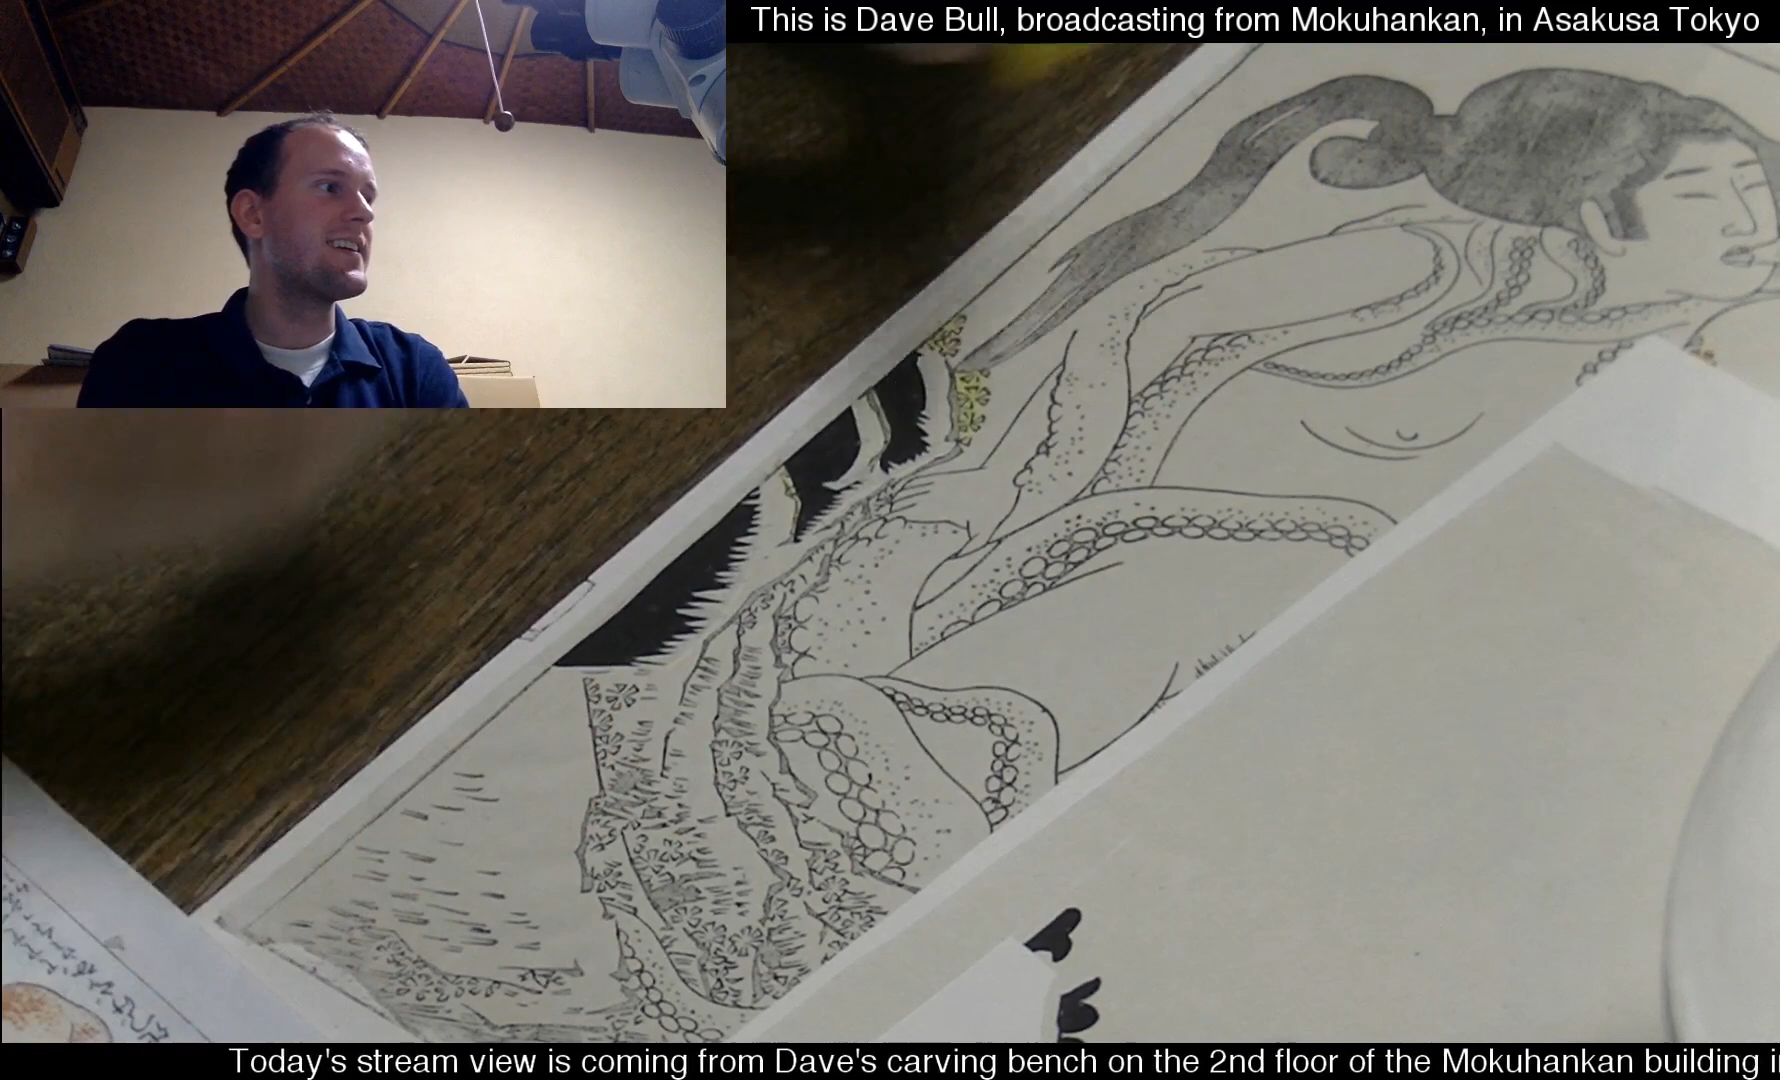 This is Dave Bull, broadcasting from Mokuhankan, in Asakusa Tokyo
Today's stream view is coming from Dave's carving bench on the 2nd floor of the Mokuhankan building